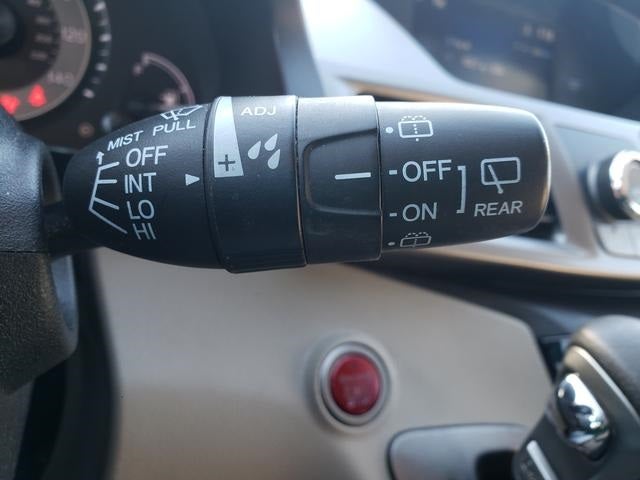 MIST PULL
OFF
INT
LO
HI
ADJ
+
OFF
ON
REAR